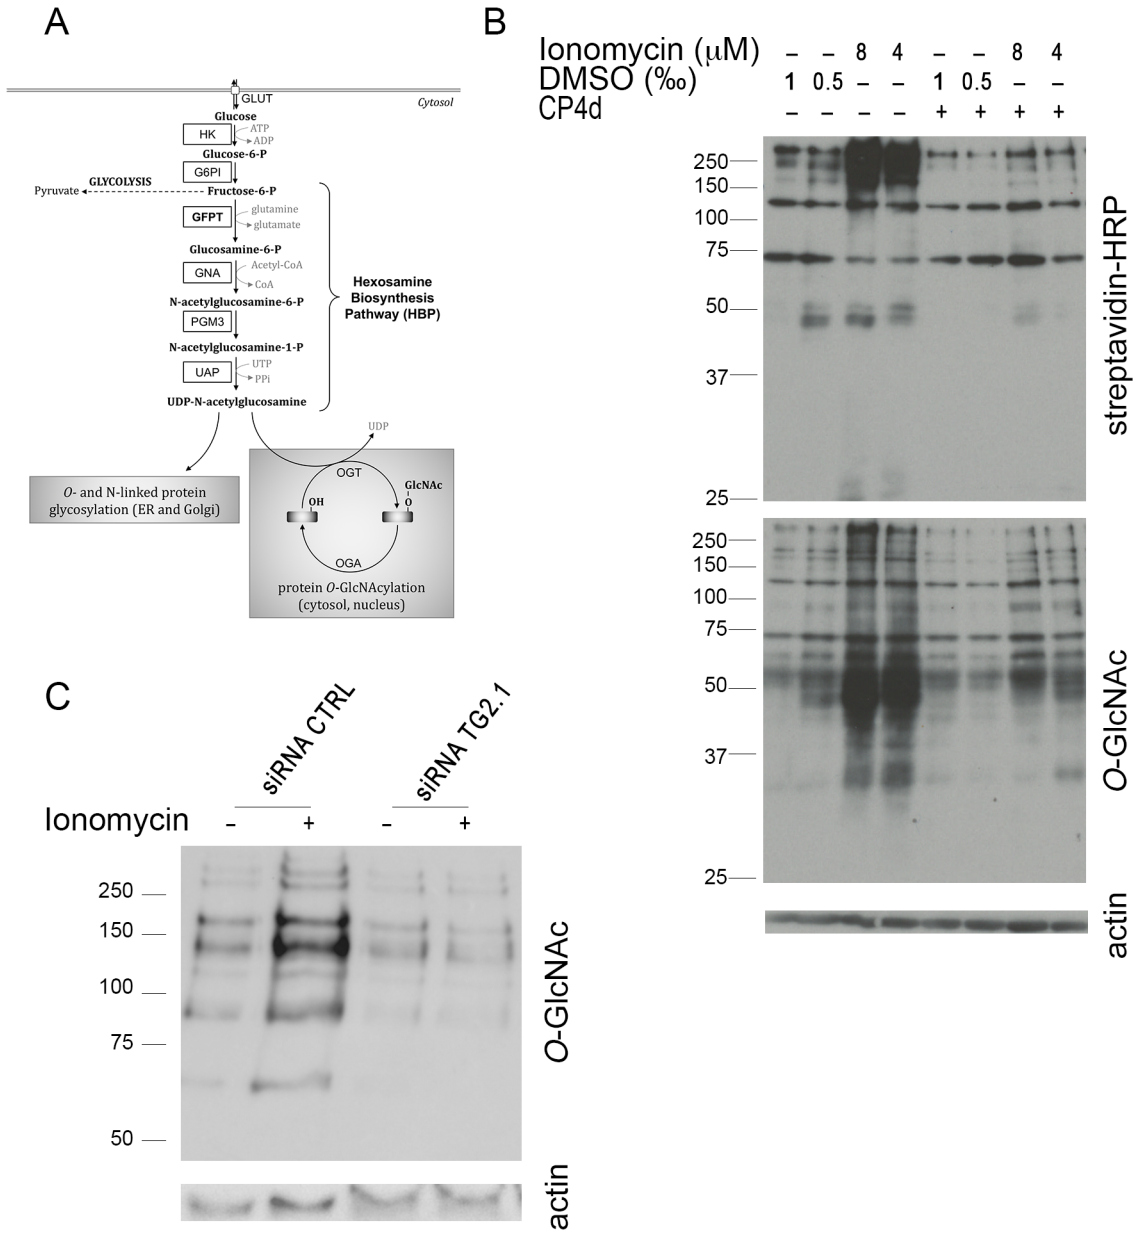 A
GLUT
Cytosol
Glucose
HK
ATP
ADP
Glucose-6-P
G6PI
Pyruvate
GLYCOLYSIS
Fructose-6-P
GFPT
glutamine
glutamate
Glucosamine-6-P
GNA
Acetyl-CoA
CoA
N-acetylglucosamine-6-P
PGM3
N-acetylglucosamine-1-P
UAP
UTP
PPi
UDP-N-acetylglucosamine
Hexosamine
Biosynthesis
Pathway (HBP)
UDP
O- and N-linked protein
glycosylation (ER and Golgi)
OGT
OH
GlcNAc
O
OGA
protein O-GlcNAcylation
(cytosol, nucleus)
B
Ionomycin (μM) – – 8 4 – – 8 4
DMSO (‰) 1 0.5 – – 1 0.5 – –
CP4d – – – – + + + +
250
150
100
75
50
37
25
streptavidin-HRP
250
150
100
75
50
37
25
O-GlcNAc
actin
C
siRNA CTRL
siRNA TG2.1
Ionomycin – + – +
250
150
100
75
50
O-GlcNAc
actin